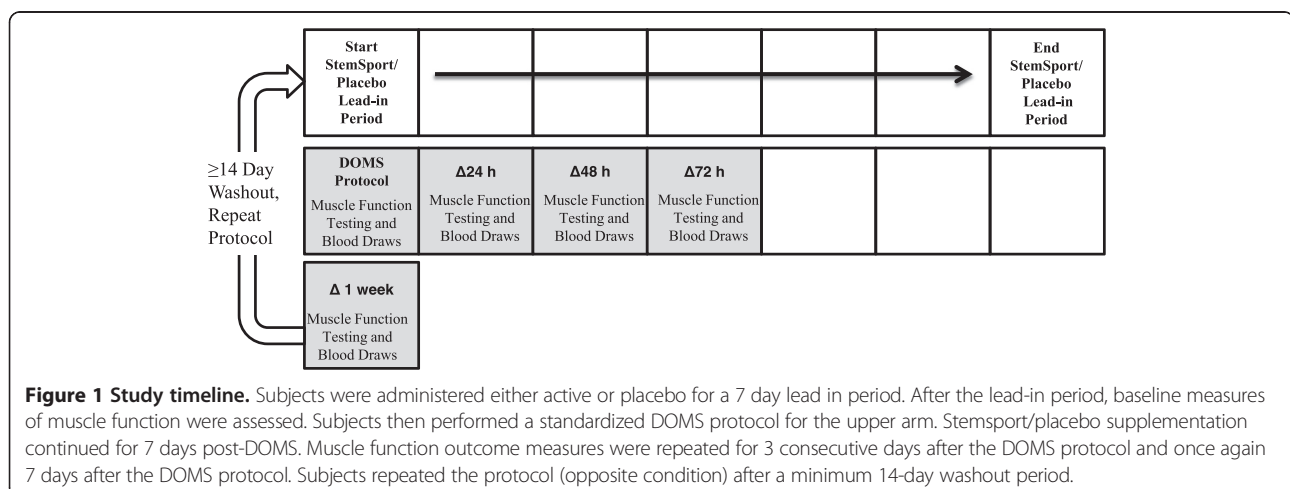 Start
StemSport/
Placebo
Lead-in
Period
End
StemSport/
Placebo
Lead-in
Period
≥14 Day
Washout,
Repeat
Protocol
DOMS
Protocol
Muscle Function
Testing and
Blood Draws
Δ24 h
Muscle Function
Testing and
Blood Draws
Δ48 h
Muscle Function
Testing and
Blood Draws
Δ72 h
Muscle Function
Testing and
Blood Draws
Δ 1 week
Muscle Function
Testing and
Blood Draws
Figure 1 Study timeline. Subjects were administered either active or placebo for a 7 day lead in period. After the lead-in period, baseline measures
of muscle function were assessed. Subjects then performed a standardized DOMS protocol for the upper arm. Stemsport/placebo supplementation
continued for 7 days post-DOMS. Muscle function outcome measures were repeated for 3 consecutive days after the DOMS protocol and once again
7 days after the DOMS protocol. Subjects repeated the protocol (opposite condition) after a minimum 14-day washout period.